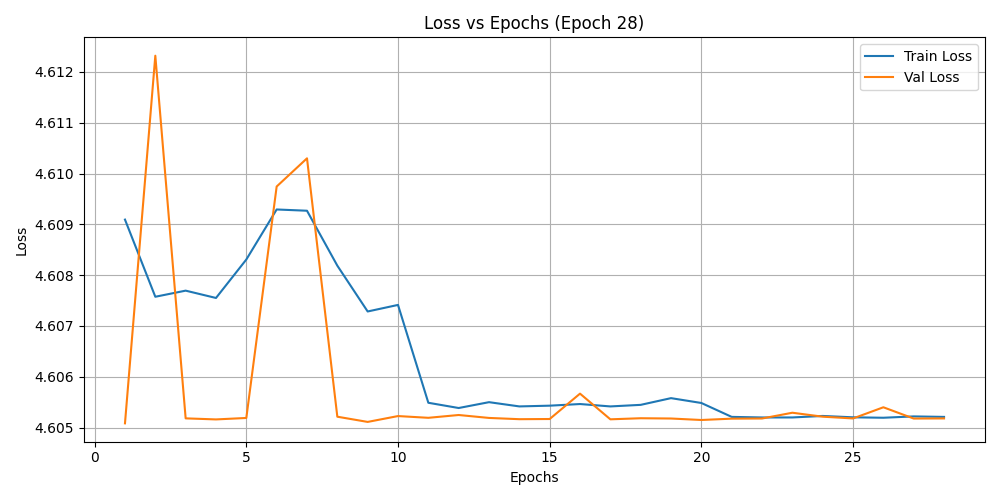 Loss vs Epochs (Epoch 28)
Train Loss
Val Loss
4.612
4.611
4.610
4.609
4.608
4.607
4.606
4.605
Loss
0 5 10 15 20 25
Epochs